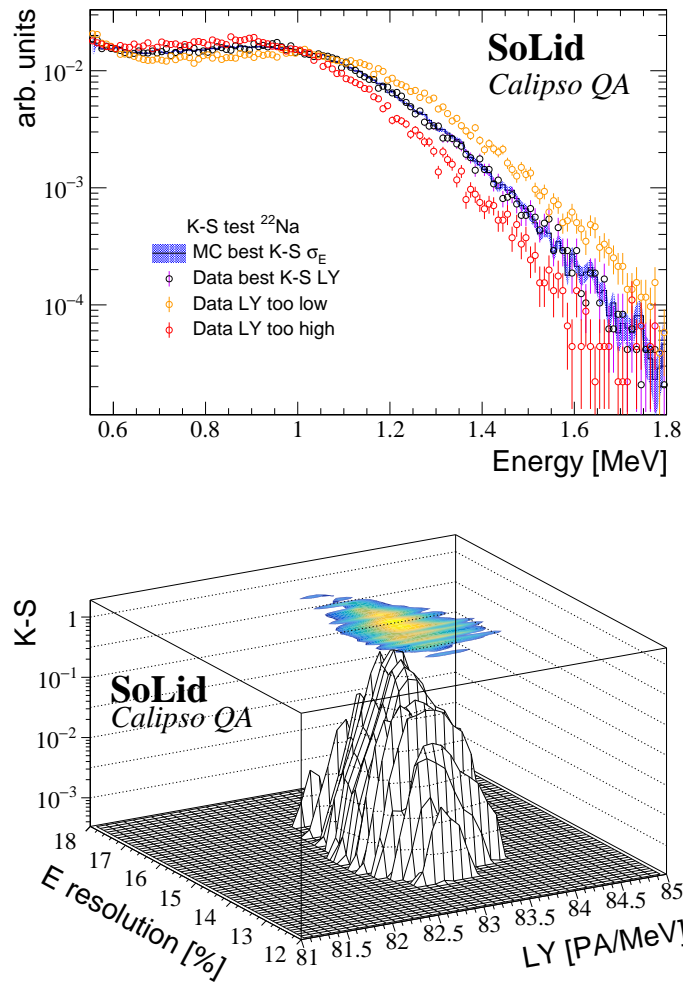 SoLid
Calipso QA
arb. units
10⁻²
10⁻³
10⁻⁴
K-S test ²²Na
MC best K-S σ_E
Data best K-S LY
Data LY too low
Data LY too high
0.6 0.8 1 1.2 1.4 1.6 1.8
Energy [MeV]
K-S
1
10⁻¹
10⁻²
10⁻³
SoLid
Calipso QA
18 17 16 15 14 13 12
E resolution [%]
81 81.5 82 82.5 83 83.5 84 84.5 85
LY [PA/MeV]